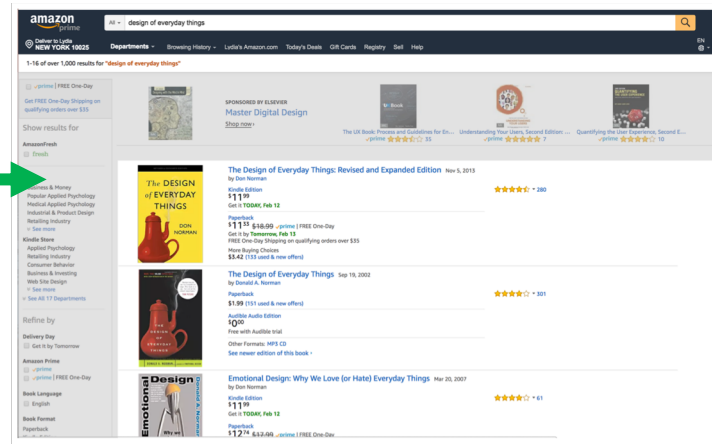 amazon
prime
All
design of everyday things
Deliver to Lydia
NEW YORK 10025
Departments
Browsing History
Lydia's Amazon.com
Today's Deals
Gift Cards
Registry
Sell
Help
EN
1-16 of over 1,000 results for "design of everyday things"
prime | FREE One-Day
Get FREE One-Day Shipping on
qualifying orders over $35
Show results for
AmazonFresh
Fresh
Business & Money
Popular Applied Psychology
Medical Applied Psychology
Industrial & Product Design
Retailing Industry
See more
Kindle Store
Applied Psychology
Retailing Industry
Consumer Behavior
Business & Investing
Web Site Design
See more
See All 17 Departments
Refine by
Delivery Day
Get It by Tomorrow
Amazon Prime
prime
prime | FREE One-Day
Book Language
English
Book Format
Paperback
SPONSORED BY ELSEVIER
Master Digital Design
Shop now ›
The UX Book: Process and Guidelines for En...
prime 35
Understanding Your Users, Second Edition ...
prime 7
Quantifying the User Experience, Second E...
prime 10
The DESIGN
of EVERYDAY
THINGS
DON
NORMAN
The Design of Everyday Things: Revised and Expanded Edition Nov 5, 2013
by Don Norman
Kindle Edition
$11 99
Get it TODAY, Feb 12
Paperback
$11 33 $18.99 prime | FREE One-Day
Get it by Tomorrow, Feb 13
FREE One-Day Shipping on qualifying orders over $35
More Buying Choices
$3.42 (133 used & new offers)
280
THE
DESIGN
OF
EVERYDAY
THINGS
The Design of Everyday Things Sep 19, 2002
by Donald A. Norman
Paperback
$1.99 (151 used & new offers)
Audible Audio Edition
$0 00
Free with Audible trial
Other Formats: MP3 CD
See newer edition of this book ›
301
Emotional
Design
Donald A. Norman
Why we
Emotional Design: Why We Love (or Hate) Everyday Things Mar 20, 2007
by Don Norman
Kindle Edition
$11 99
Get it TODAY, Feb 12
Paperback
$12 74 $17.99 prime | FREE One-Day
61